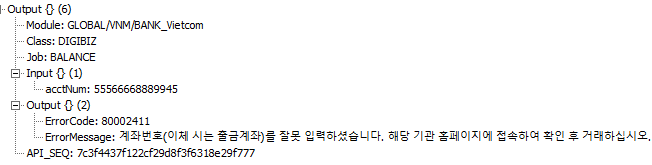 Output {} (6)
Module: GLOBAL/VNM/BANK_Vietcom
Class: DIGIBIZ
Job: BALANCE
Input {} (1)
acctNum: 55566668889945
Output {} (2)
ErrorCode: 80002411
ErrorMessage: 계좌번호(이체 시는 출금계좌)를 잘못 입력하셨습니다. 해당 기관 홈페이지에 접속하여 확인 후 거래하십시오.
API_SEQ: 7c3f4437f122cf29d8f3f6318e29f777